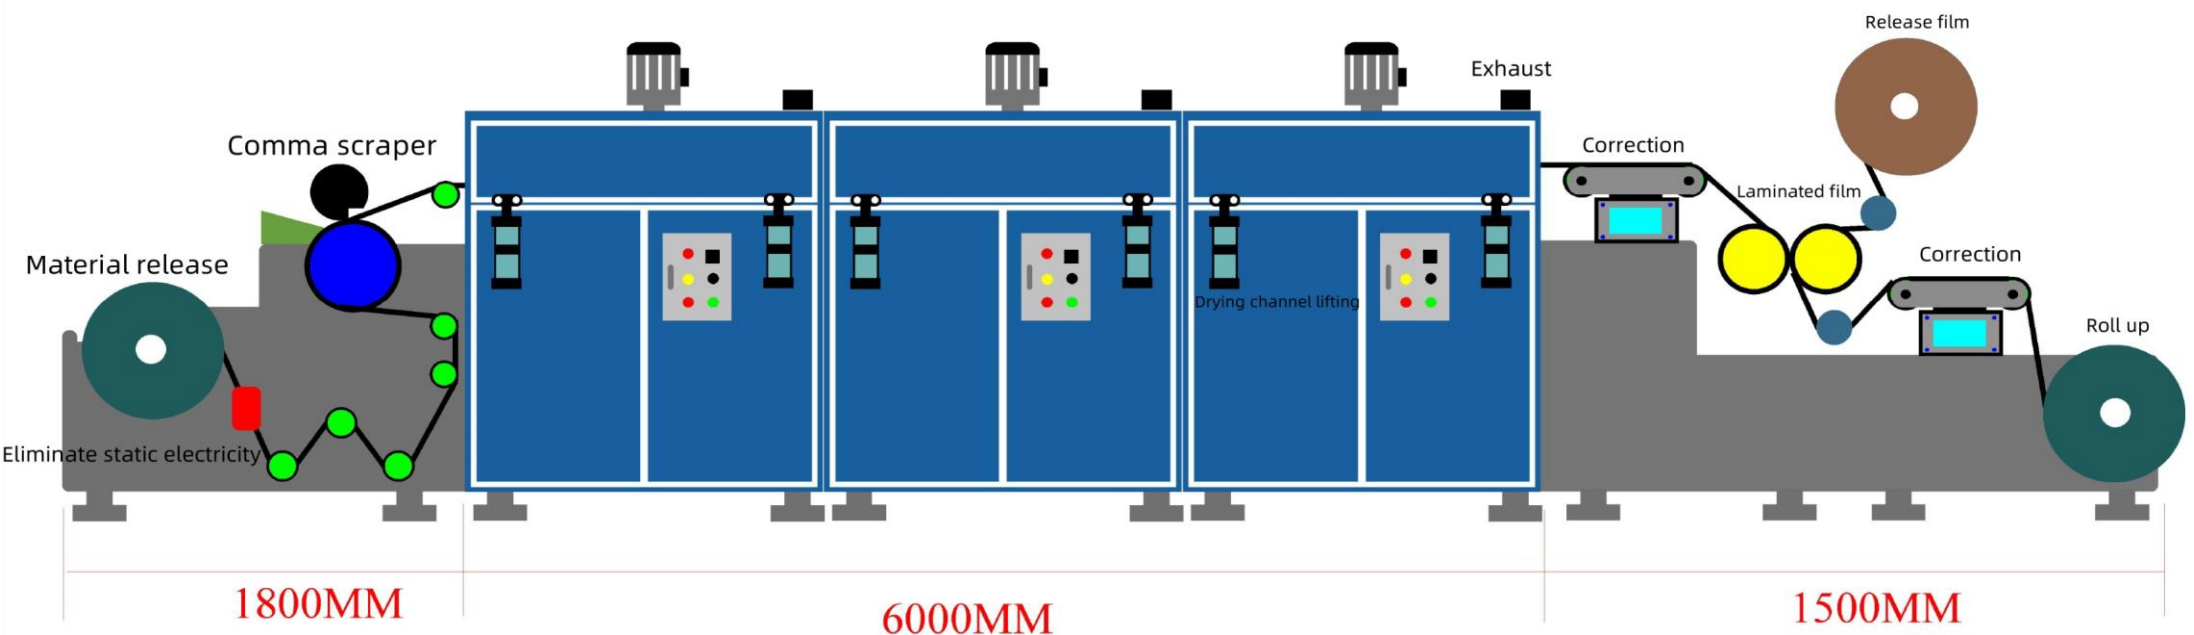 Release film
Exhaust
Comma scraper
Correction
Laminated film
Material release
Correction
Drying channel lifting
Roll up
Eliminate static electricity
1800MM
6000MM
1500MM